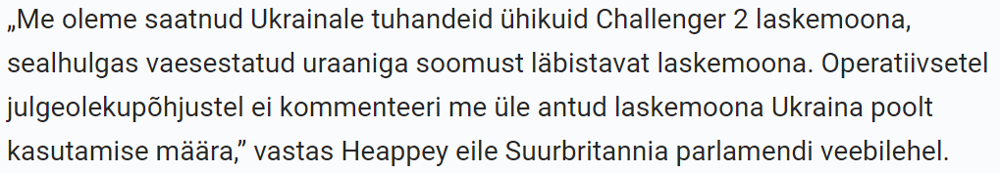 „Me oleme saatnud Ukrainale tuhandeid ühikuid Challenger 2 laskemoona,
sealhulgas vaesestatud uraaniga soomust läbistavat laskemoona. Operatiivsetel
julgeolekupõhjustel ei kommenteeri me üle antud laskemoona Ukraina poolt
kasutamise määra,” vastas Heappey eile Suurbritannia parlamendi veebilehel.